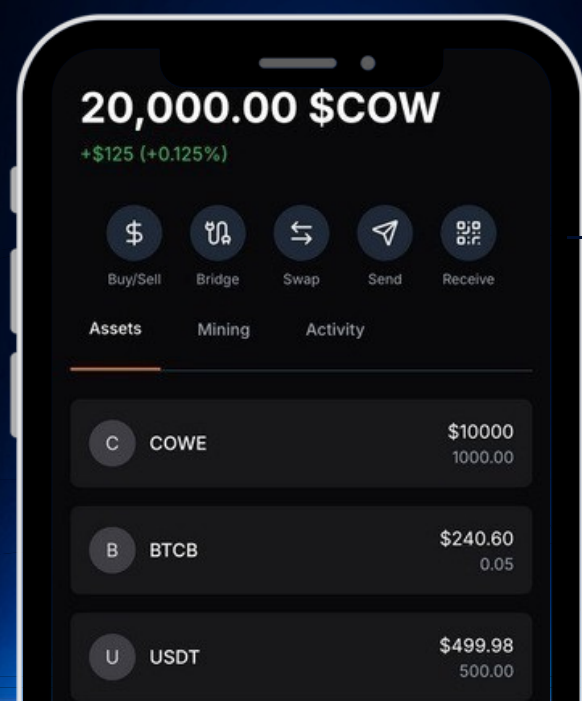 20,000.00 $COW
+$125 (+0.125%)
Buy/Sell Bridge Swap Send Receive
Assets Mining Activity
C COWE $10000
1000.00
B BTCB $240.60
0.05
U USDT $499.98
500.00